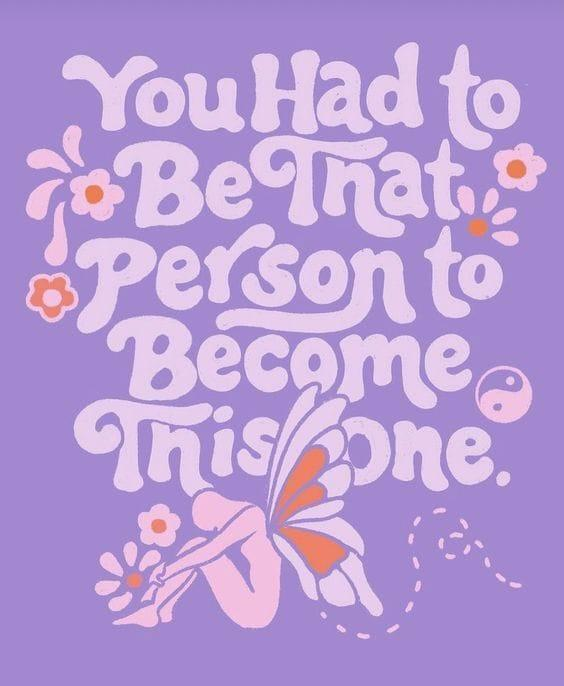 You Had to
Be That
Person to
Become
This One.